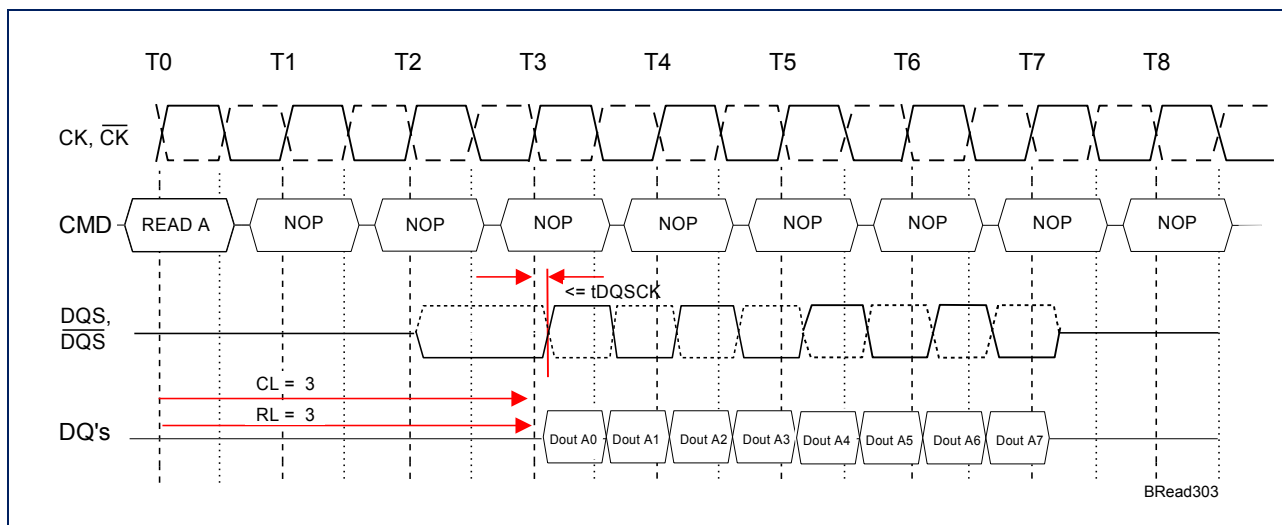 T0 T1 T2 T3 T4 T5 T6 T7 T8
CK, C̅K̅
CMD READ A NOP NOP NOP NOP NOP NOP NOP NOP
<= tDQSCK
DQS,
D̅Q̅S̅
CL = 3
RL = 3
DQ's Dout A0 Dout A1 Dout A2 Dout A3 Dout A4 Dout A5 Dout A6 Dout A7
BRead303